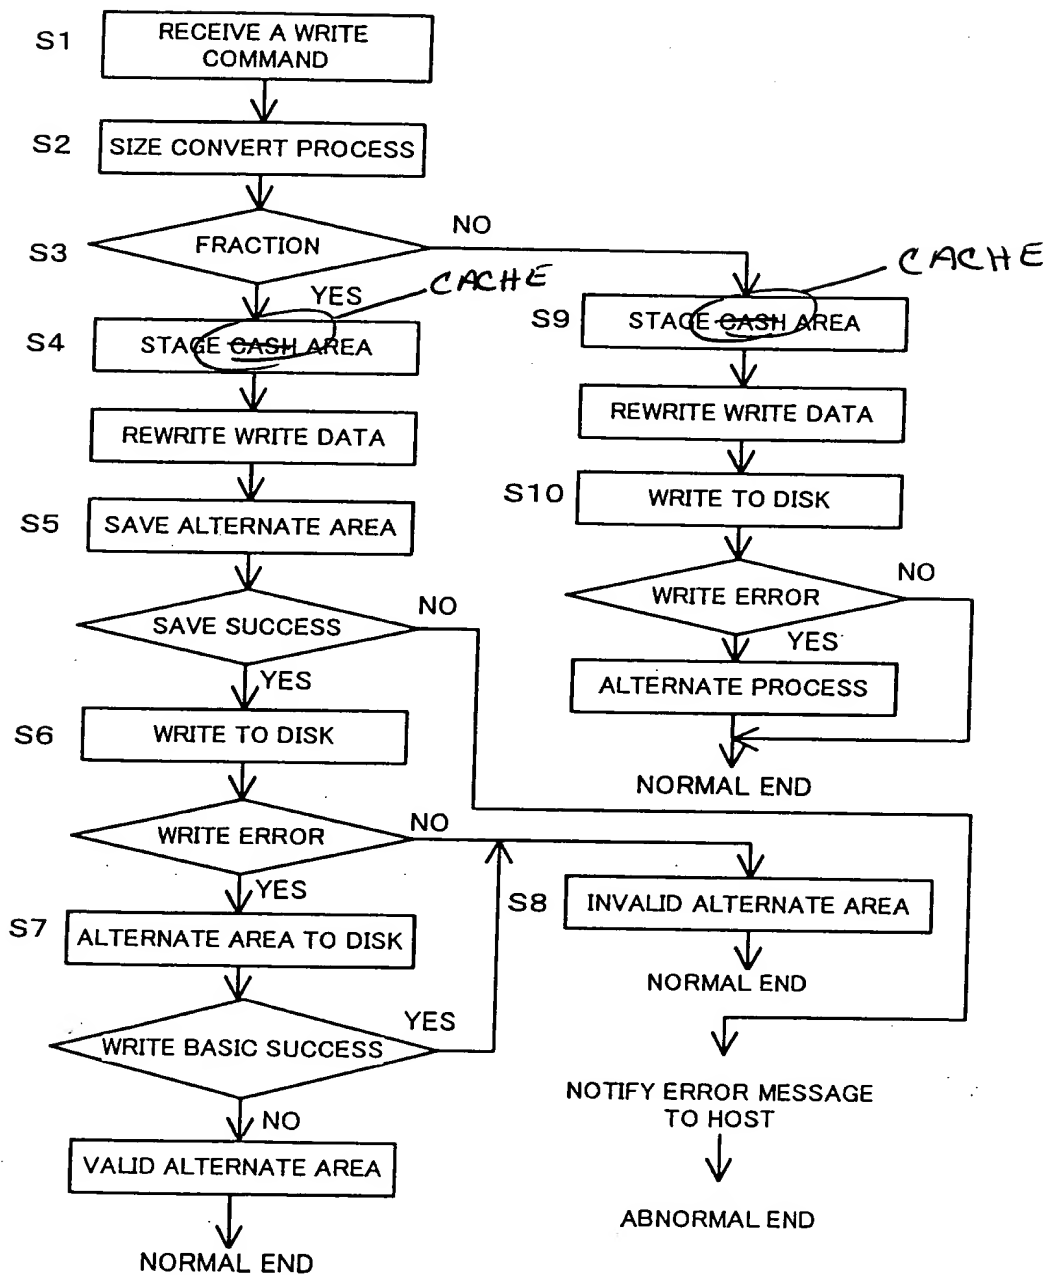 S1
RECEIVE A WRITE
COMMAND
S2
SIZE CONVERT PROCESS
S3
FRACTION
NO
YES
CACHE
CACHE
S4
STAGE CASH AREA
S9
STAGE CASH AREA
REWRITE WRITE DATA
REWRITE WRITE DATA
S5
SAVE ALTERNATE AREA
S10
WRITE TO DISK
SAVE SUCCESS
NO
YES
WRITE ERROR
NO
YES
ALTERNATE PROCESS
NORMAL END
S6
WRITE TO DISK
WRITE ERROR
NO
YES
S7
ALTERNATE AREA TO DISK
S8
INVALID ALTERNATE AREA
NORMAL END
WRITE BASIC SUCCESS
YES
NO
VALID ALTERNATE AREA
NORMAL END
NOTIFY ERROR MESSAGE
TO HOST
ABNORMAL END